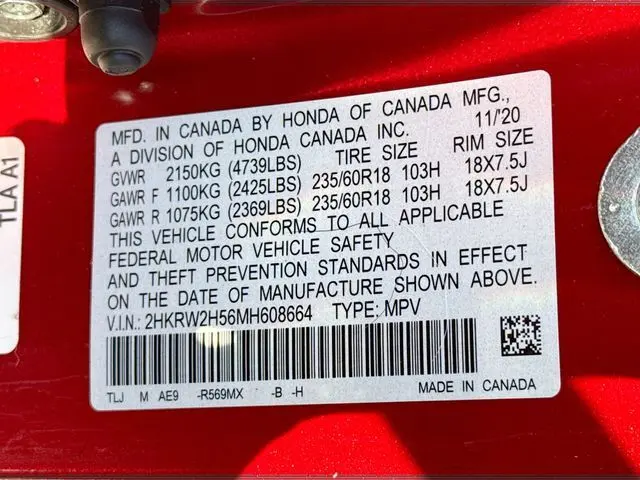 MFD. IN CANADA BY HONDA OF CANADA MFG., 11/'20
A DIVISION OF HONDA CANADA INC.
GVWR 2150KG (4739LBS) TIRE SIZE RIM SIZE
GAWR F 1100KG (2425LBS) 235/60R18 103H 18X7.5J
GAWR R 1075KG (2369LBS) 235/60R18 103H 18X7.5J
THIS VEHICLE CONFORMS TO ALL APPLICABLE
FEDERAL MOTOR VEHICLE SAFETY
AND THEFT PREVENTION STANDARDS IN EFFECT
ON THE DATE OF MANUFACTURE SHOWN ABOVE.
V.I.N.: 2HKRW2H56MH608664 TYPE: MPV
TLJ M AE9 -R569MX -B -H MADE IN CANADA
TLA A1